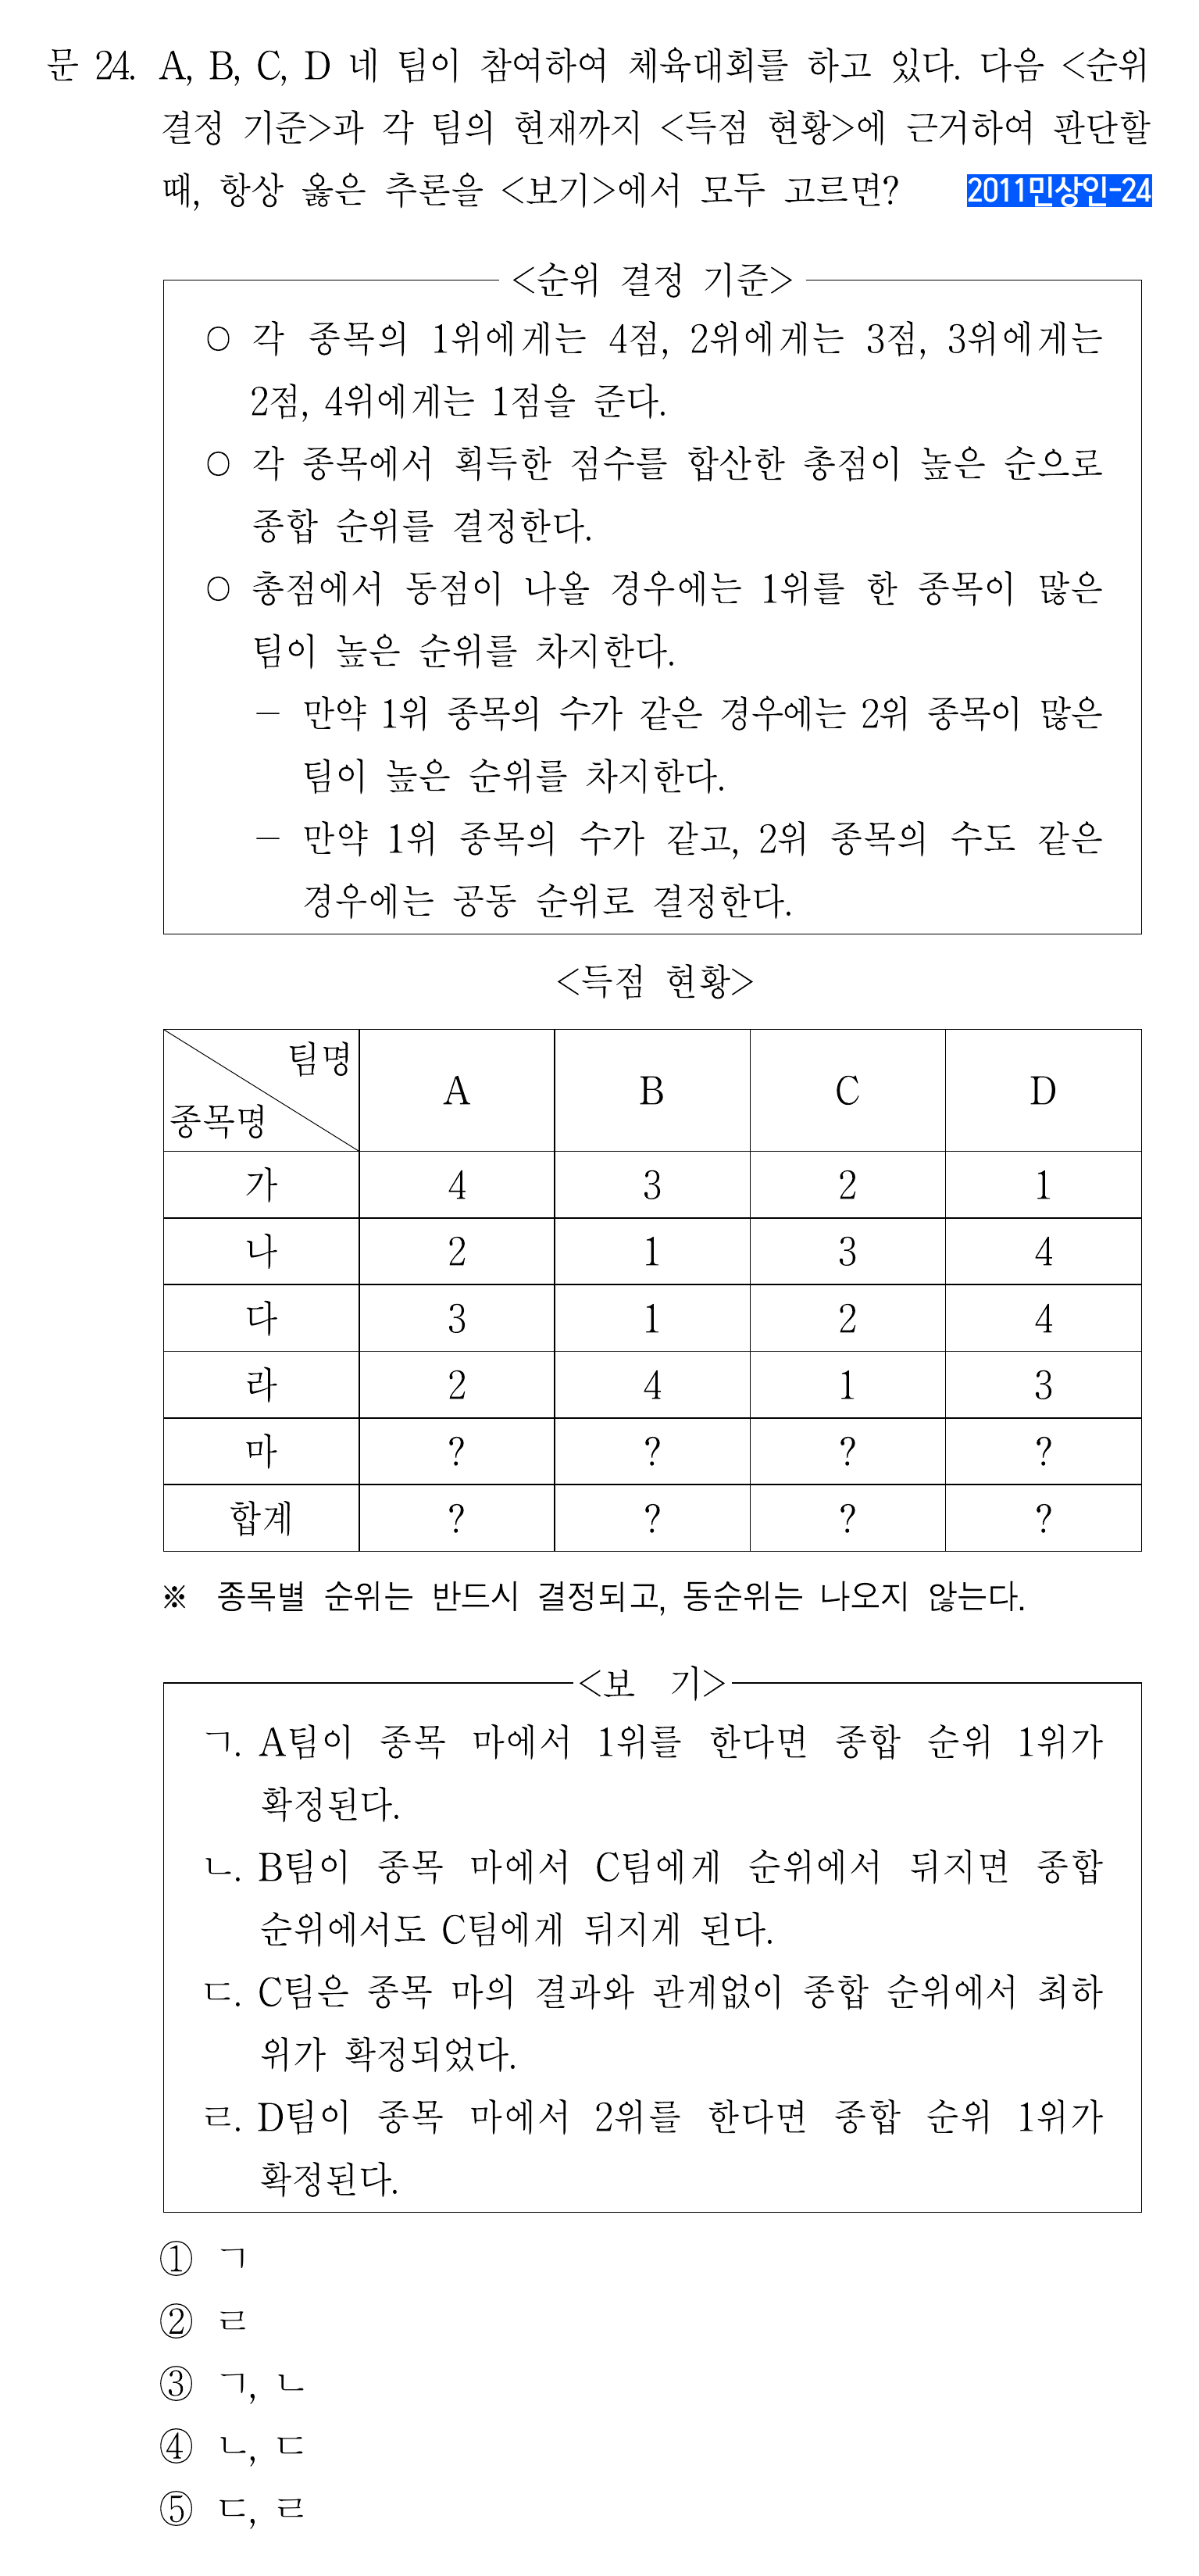 문 24. A, B, C, D 네 팀이 참여하여 체육대회를 하고 있다. 다음 <순위
결정 기준>과 각 팀의 현재까지 <득점 현황>에 근거하여 판단할
때, 항상 옳은 추론을 <보기>에서 모두 고르면? 2011민상인-24
<순위 결정 기준>
○ 각 종목의 1위에게는 4점, 2위에게는 3점, 3위에게는
2점, 4위에게는 1점을 준다.
○ 각 종목에서 획득한 점수를 합산한 총점이 높은 순으로
종합 순위를 결정한다.
○ 총점에서 동점이 나올 경우에는 1위를 한 종목이 많은
팀이 높은 순위를 차지한다.
－ 만약 1위 종목의 수가 같은 경우에는 2위 종목이 많은
팀이 높은 순위를 차지한다.
－ 만약 1위 종목의 수가 같고, 2위 종목의 수도 같은
경우에는 공동 순위로 결정한다.
<득점 현황>
팀명
종목명 A B C D
가 4 3 2 1
나 2 1 3 4
다 3 1 2 4
라 2 4 1 3
마 ? ? ? ?
합계 ? ? ? ?
※ 종목별 순위는 반드시 결정되고, 동순위는 나오지 않는다.
<보 기>
ㄱ. A팀이 종목 마에서 1위를 한다면 종합 순위 1위가
확정된다.
ㄴ. B팀이 종목 마에서 C팀에게 순위에서 뒤지면 종합
순위에서도 C팀에게 뒤지게 된다.
ㄷ. C팀은 종목 마의 결과와 관계없이 종합 순위에서 최하
위가 확정되었다.
ㄹ. D팀이 종목 마에서 2위를 한다면 종합 순위 1위가
확정된다.
① ㄱ
② ㄹ
③ ㄱ, ㄴ
④ ㄴ, ㄷ
⑤ ㄷ, ㄹ